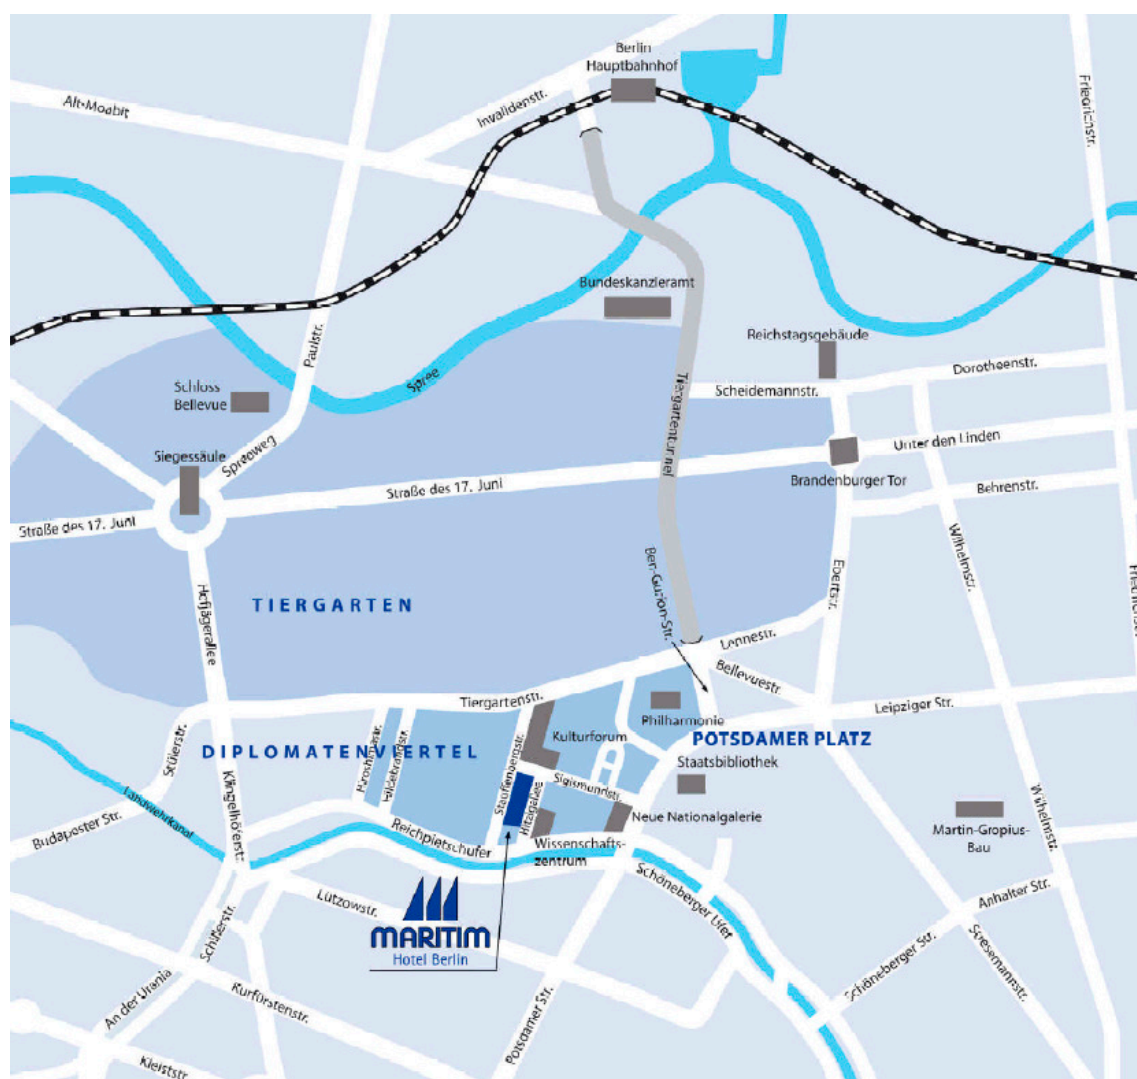 Berlin
Hauptbahnhof
Alt-Moabit
Invalidenstr.
Friedrichstr.
Bundeskanzleramt
Reichstagsgebäude
Paulstr.
Spree
Schloss
Bellevue
Tiergartentunnel
Scheidemannstr.
Dorotheenstr.
Siegessäule
Spreeweg
Unter den Linden
Straße des 17. Juni
Brandenburger Tor
Behrenstr.
Straße des 17. Juni
Wilhelmstr.
Ben-Gurion-Str.
Ebertstr.
Friedrichstr.
TIERGARTEN
Hofjägerallee
Lennestr.
Bellevuestr.
Tiergartenstr.
Leipziger Str.
Philharmonie
Stülerstr.
DIPLOMATENVIERTEL
Kulturforum
POTSDAMER PLATZ
Hiroshimastr.
Hildebrandstr.
Stauffenbergstr.
Hitzigallee
Sigismundstr.
Staatsbibliothek
Landwehrkanal
Klingelhöferstr.
Budapester Str.
Reichpietschufer
Neue Nationalgalerie
Wilhelmstr.
Martin-Gropius-
Bau
Wissenschafts-
zentrum
Schöneberger Ufer
Lützowstr.
MARITIM
Hotel Berlin
Anhalter Str.
Schillerstr.
Schöneberger Str.
Stresemannstr.
An der Urania
Kurfürstenstr.
Potsdamer Str.
Kleiststr.